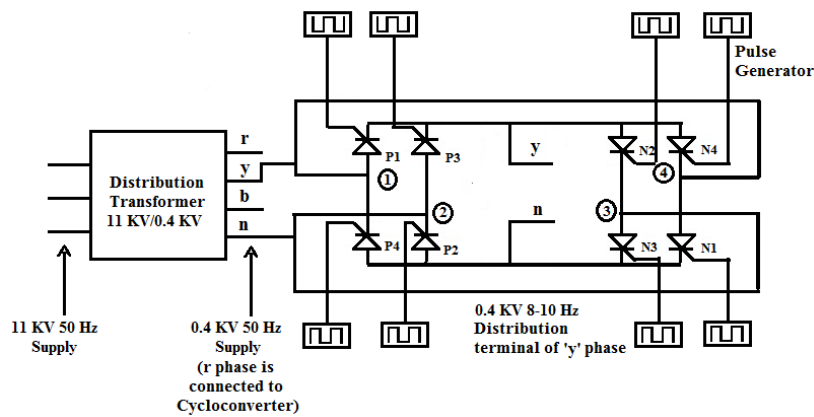 Pulse
Generator
r
y
b
n
Distribution
Transformer
11 KV/0.4 KV
P1
P3
1
2
P4
P2
y
n
N2
N4
4
3
N3
N1
11 KV 50 Hz
Supply
0.4 KV 50 Hz
Supply
(r phase is
connected to
Cycloconverter)
0.4 KV 8-10 Hz
Distribution
terminal of 'y' phase